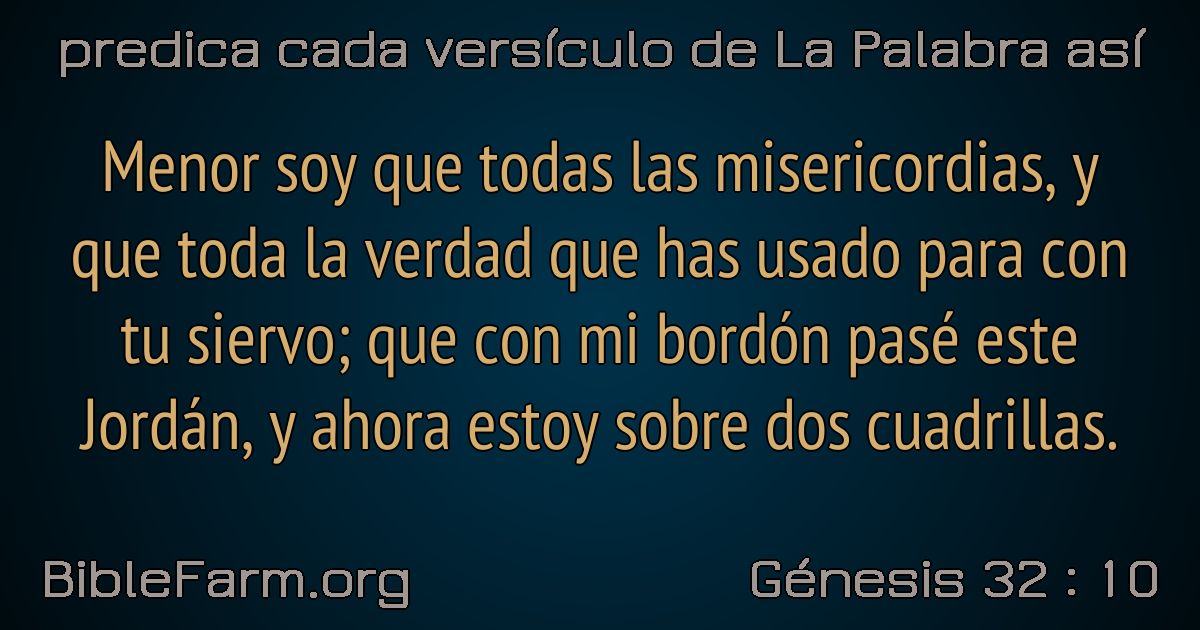 predica cada versículo de La Palabra así
Menor soy que todas las misericordias, y
que toda la verdad que has usado para con
tu siervo; que con mi bordón pasé este
Jordán, y ahora estoy sobre dos cuadrillas.
BibleFarm.org
Génesis 32 : 10